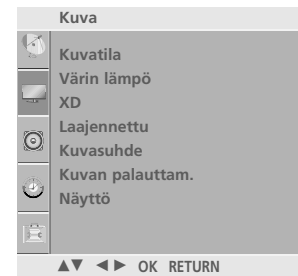 Kuva
Kuvatila
Värin lämpö
XD
Laajennettu
Kuvasuhde
Kuvan palauttam.
Näyttö
▲▼ ◄► OK RETURN